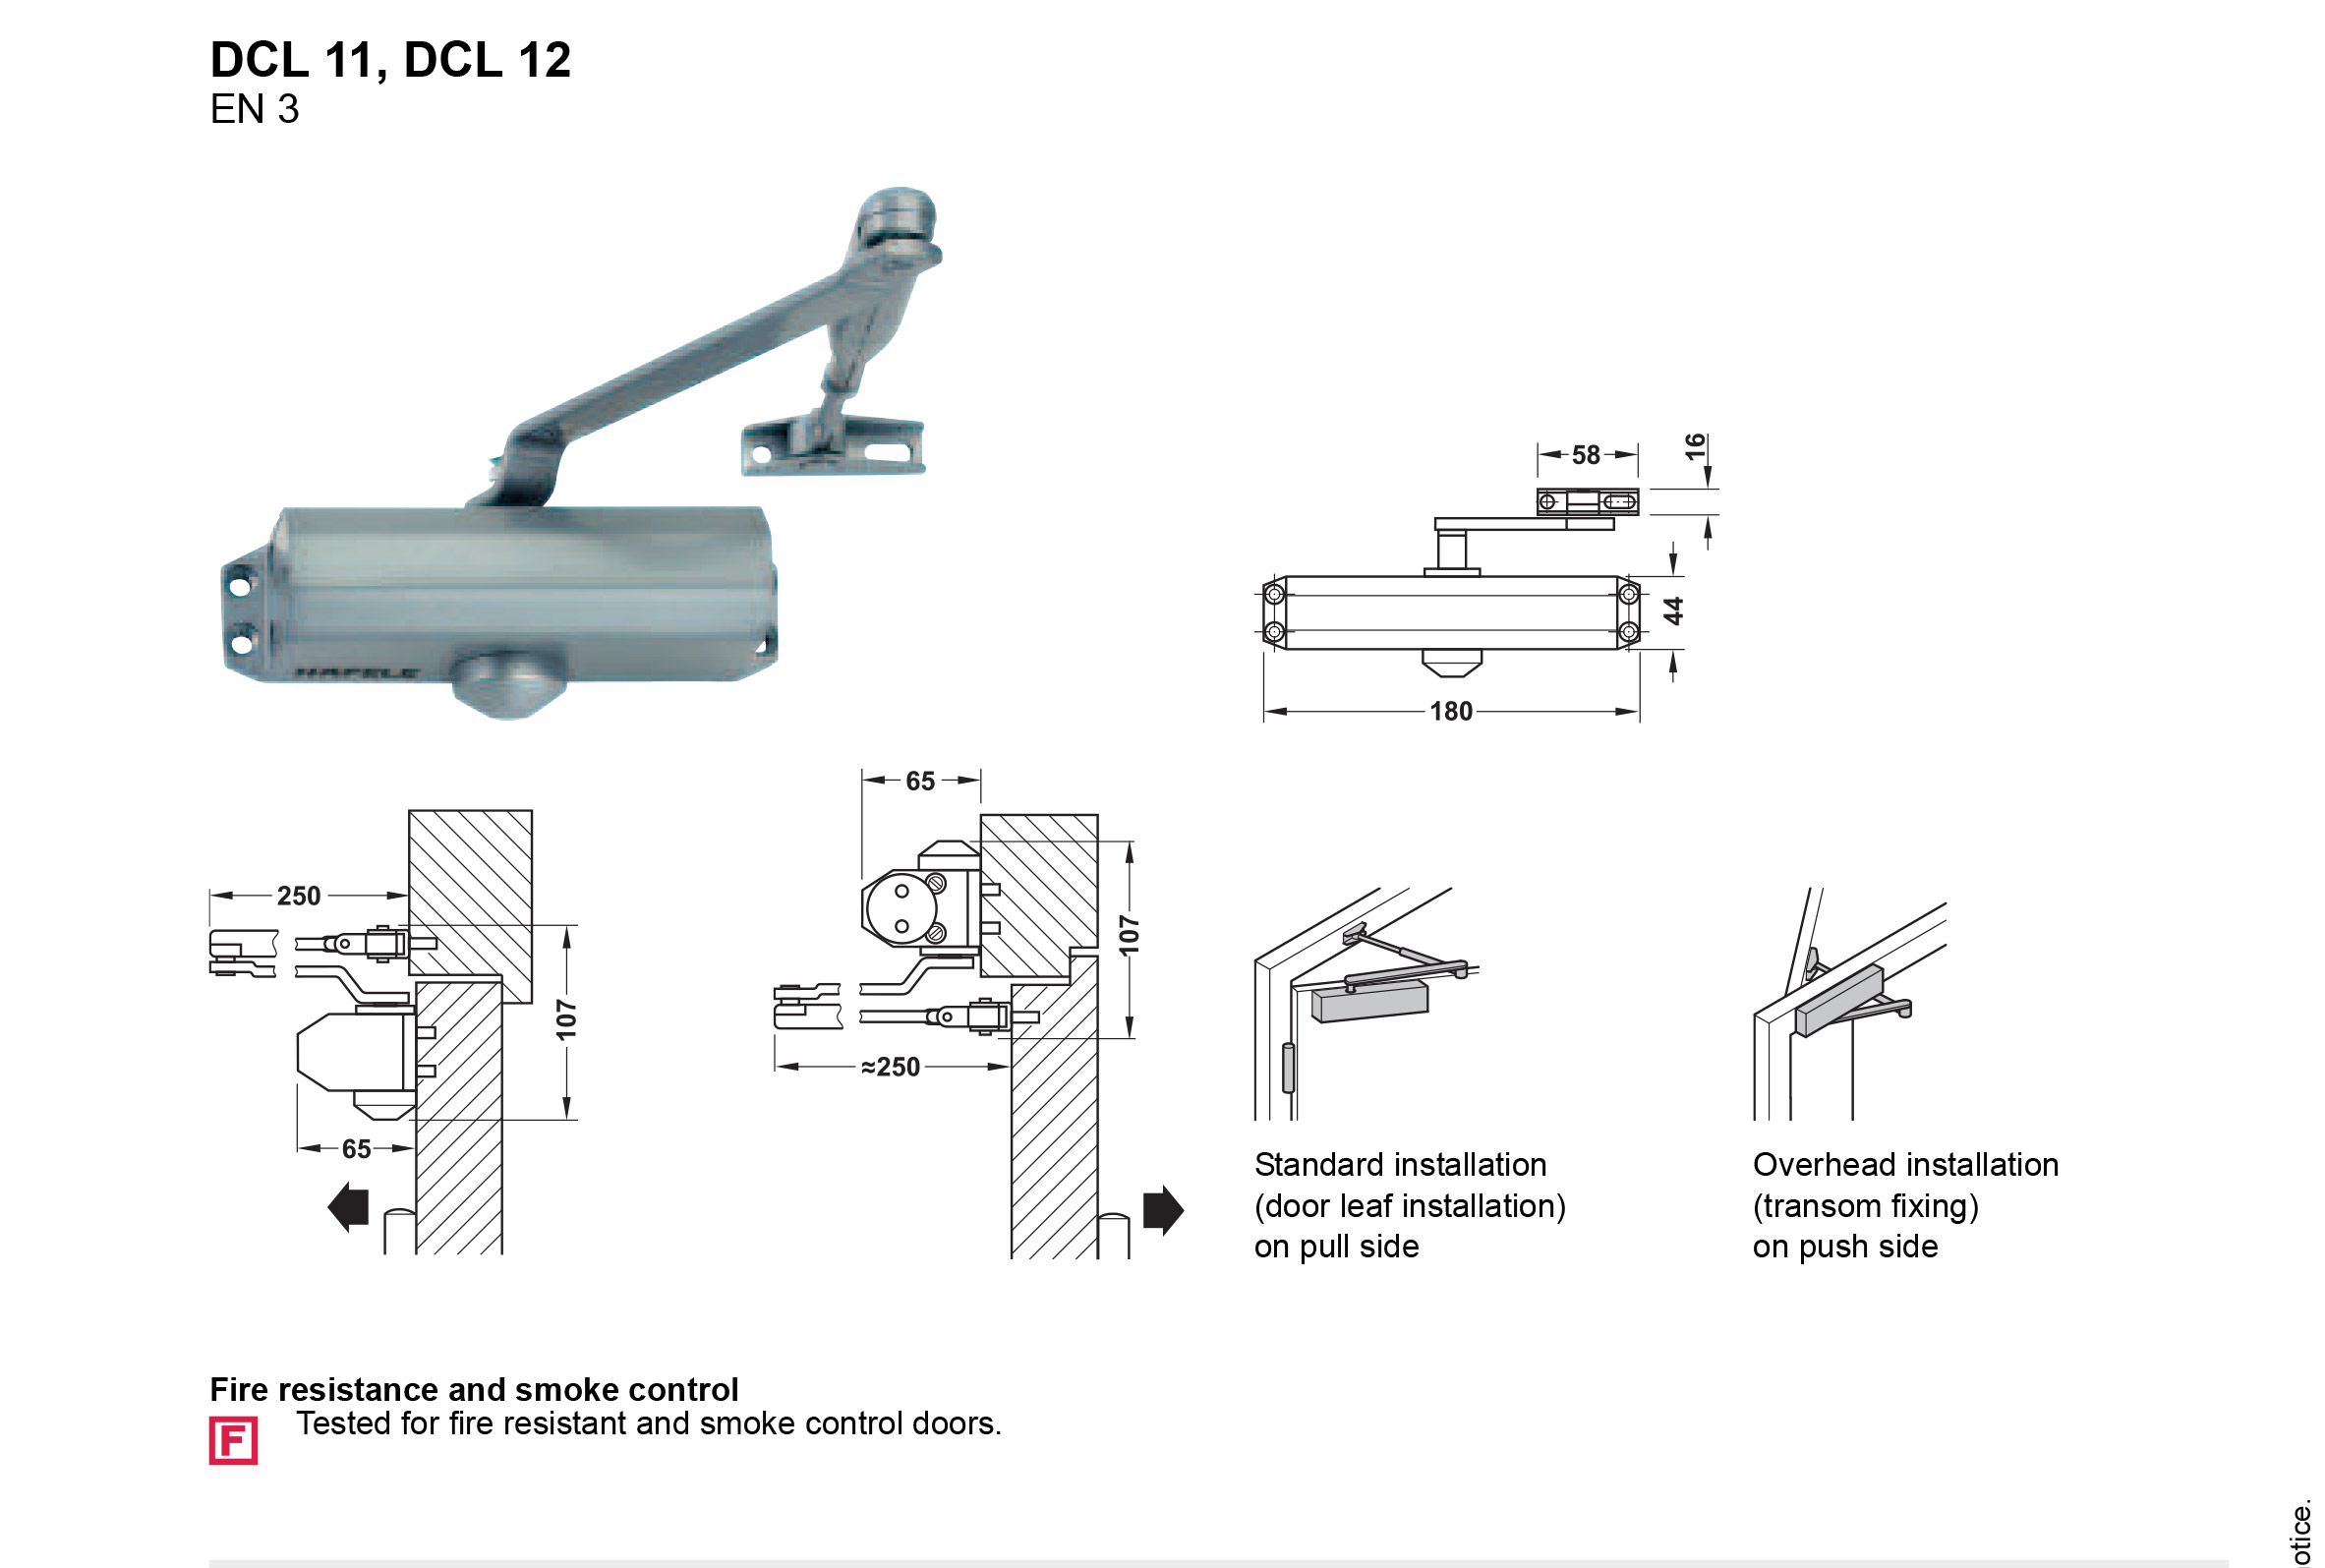 DCL 11, DCL 12
EN 3
HAFELE
58
16
44
180
65
250
107
65
107
≈250
Standard installation
(door leaf installation)
on pull side
Overhead installation
(transom fixing)
on push side
Fire resistance and smoke control
F
Tested for fire resistant and smoke control doors.
otice.